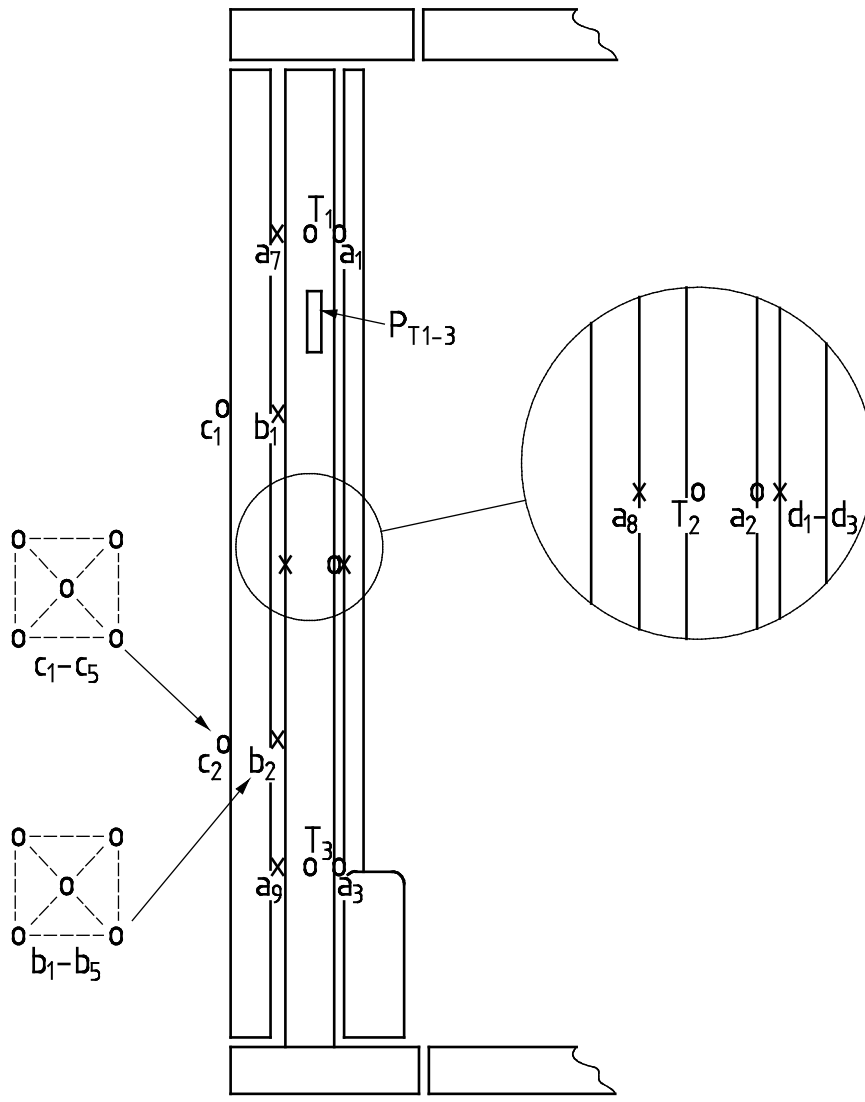 T₁
a₇ a₁
P_T1–3
c₁ b₁
a₈ T₂ a₂ d₁–d₃
c₁–c₅
c₂ b₂
T₃
a₉ a₃
b₁–b₅